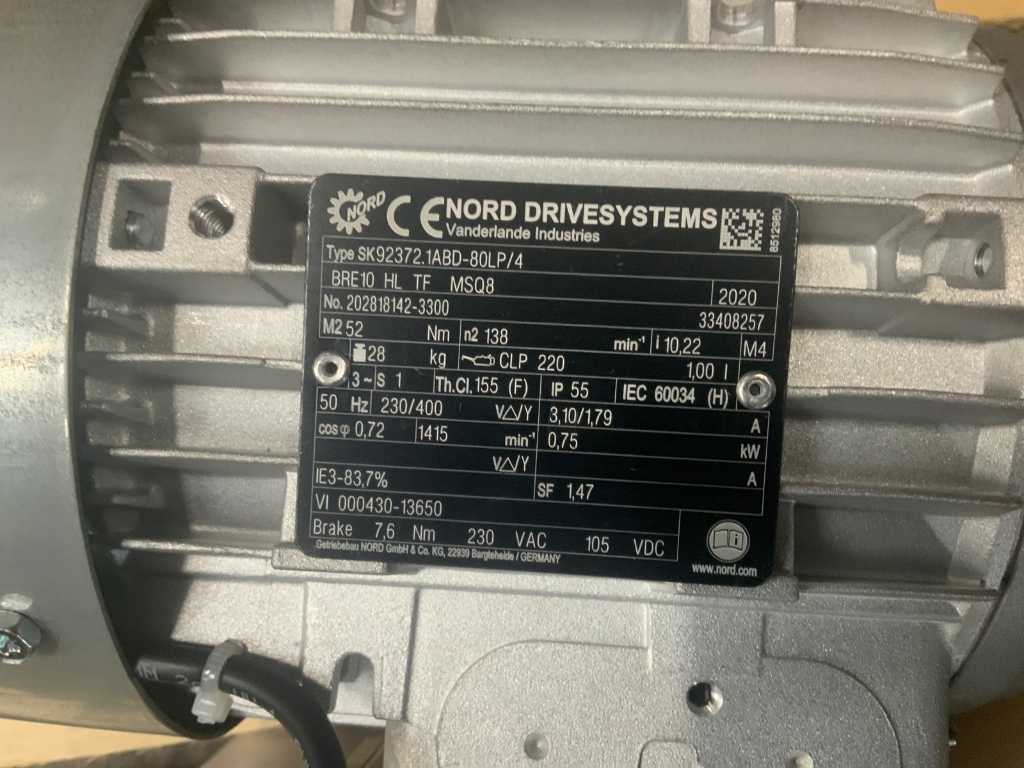 NORD CE NORD DRIVESYSTEMS
Vanderlande Industries
8512980
Type SK92372.1ABD-80LP/4
BRE10 HL TF MSQ8 2020
No. 202818142-3300 33408257
M2 52 Nm n2 138 min⁻¹ i 10,22 M4
28 kg CLP 220 1,00 l
3~ S 1 Th.Cl. 155 (F) IP 55 IEC 60034 (H)
50 Hz 230/400 V△/Y 3,10/1,79 A
cos φ 0,72 1415 min⁻¹ 0,75 kW
V△/Y A
IE3-83,7% SF 1,47
VI 000430-13650
Brake 7,6 Nm 230 VAC 105 VDC
Getriebebau NORD GmbH & Co. KG, 22939 Bargteheide / GERMANY
www.nord.com